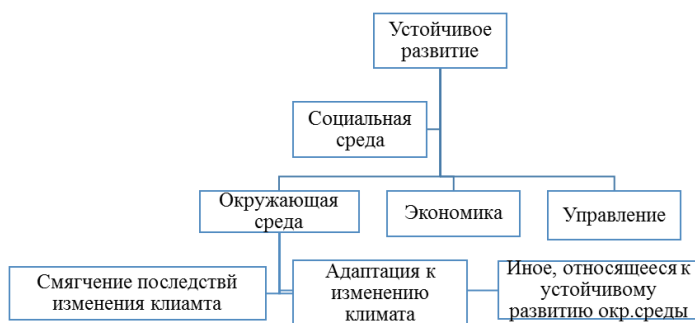 Устойчивое
развитие
Социальная
среда
Окружающая
среда
Экономика
Управление
Смягчение последствй
изменения клиамта
Адаптация к
изменению
климата
Иное, относящееся к
устойчивому
развитию окр.среды